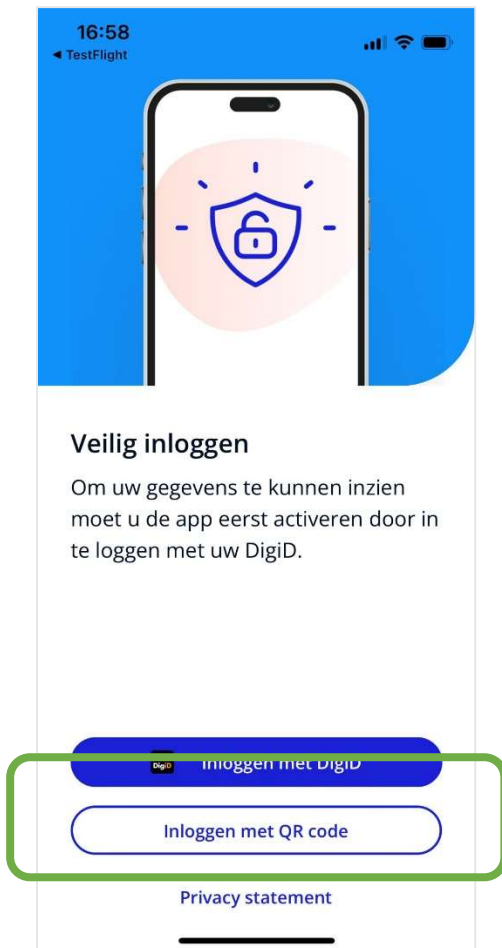 16:58
◀ TestFlight
Veilig inloggen
Om uw gegevens te kunnen inzien
moet u de app eerst activeren door in
te loggen met uw DigiD.
DigiD Inloggen met DigiD
Inloggen met QR code
Privacy statement